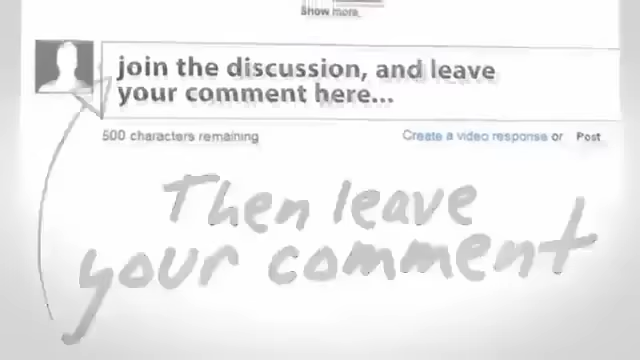 Show more
join the discussion, and leave
your comment here...
500 characters remaining
Create a video response or Post
Then leave
your comment